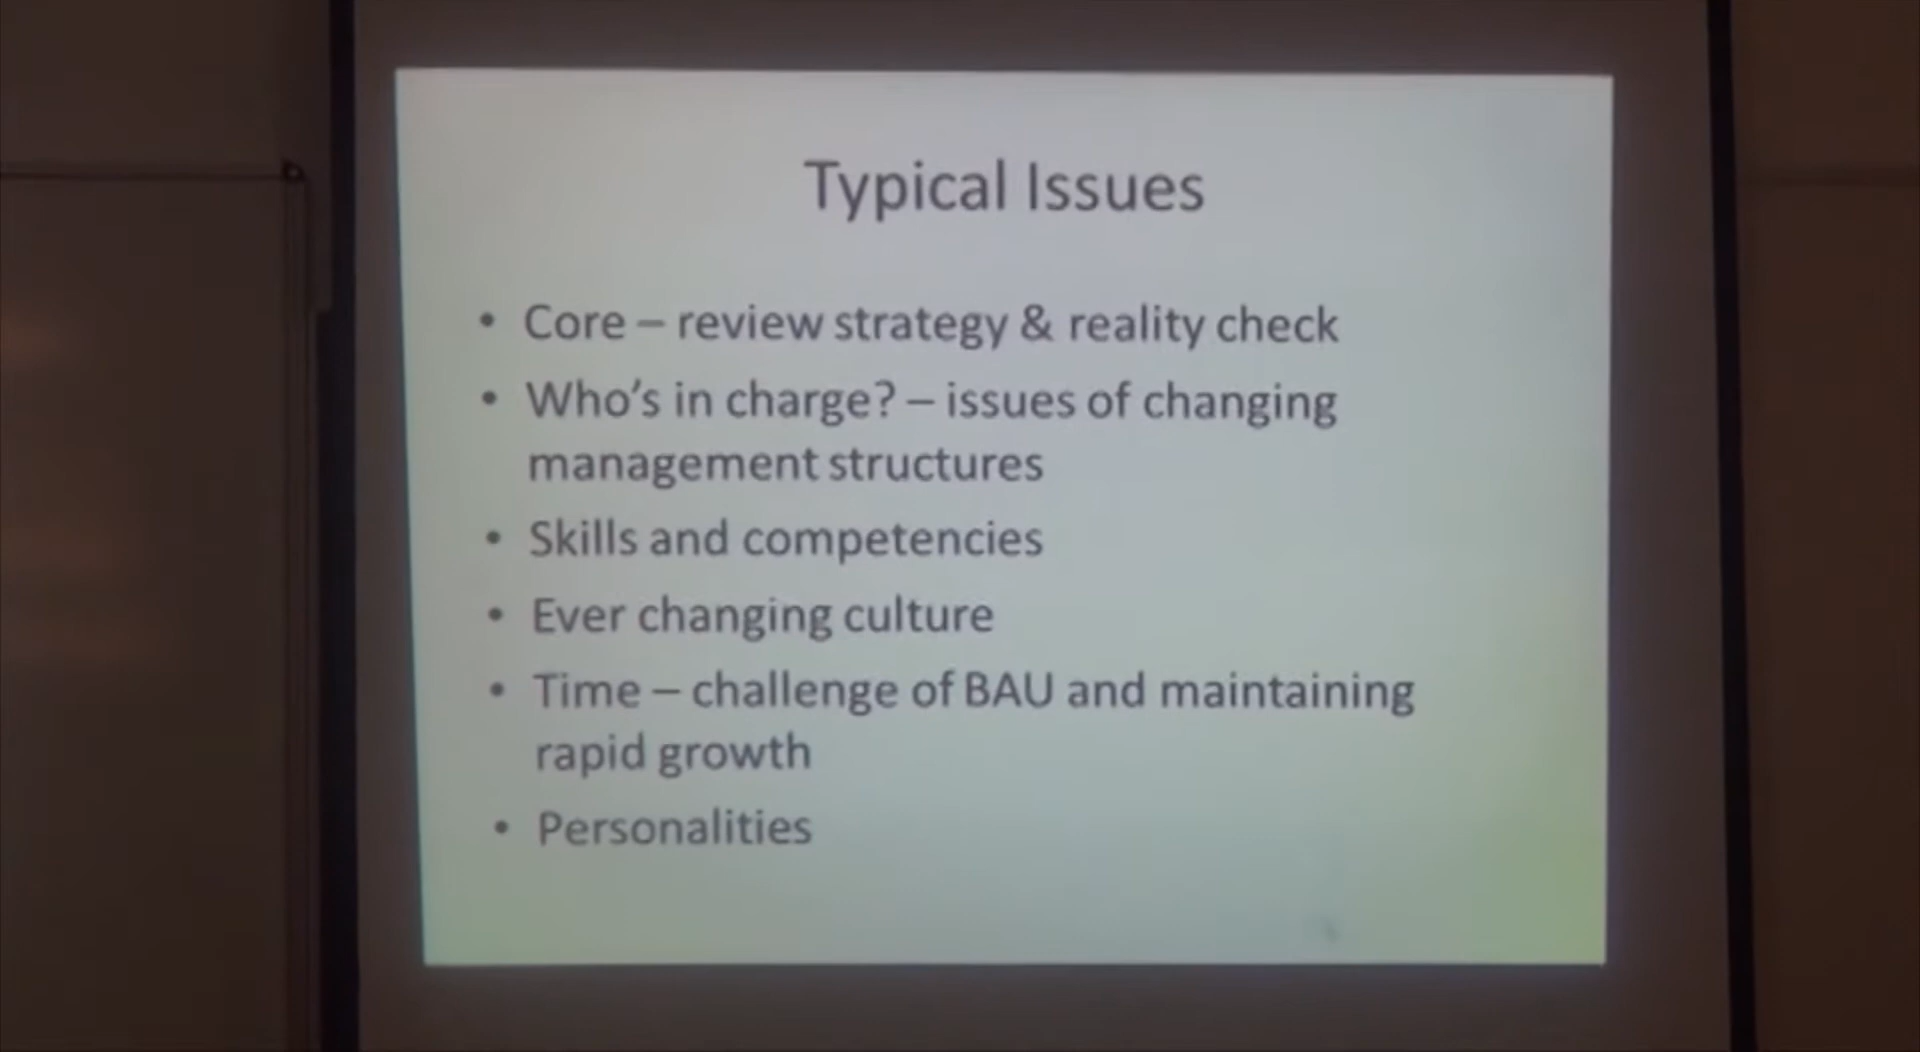 Typical Issues
• Core – review strategy & reality check
• Who's in charge? – issues of changing
management structures
• Skills and competencies
• Ever changing culture
• Time – challenge of BAU and maintaining
rapid growth
• Personalities